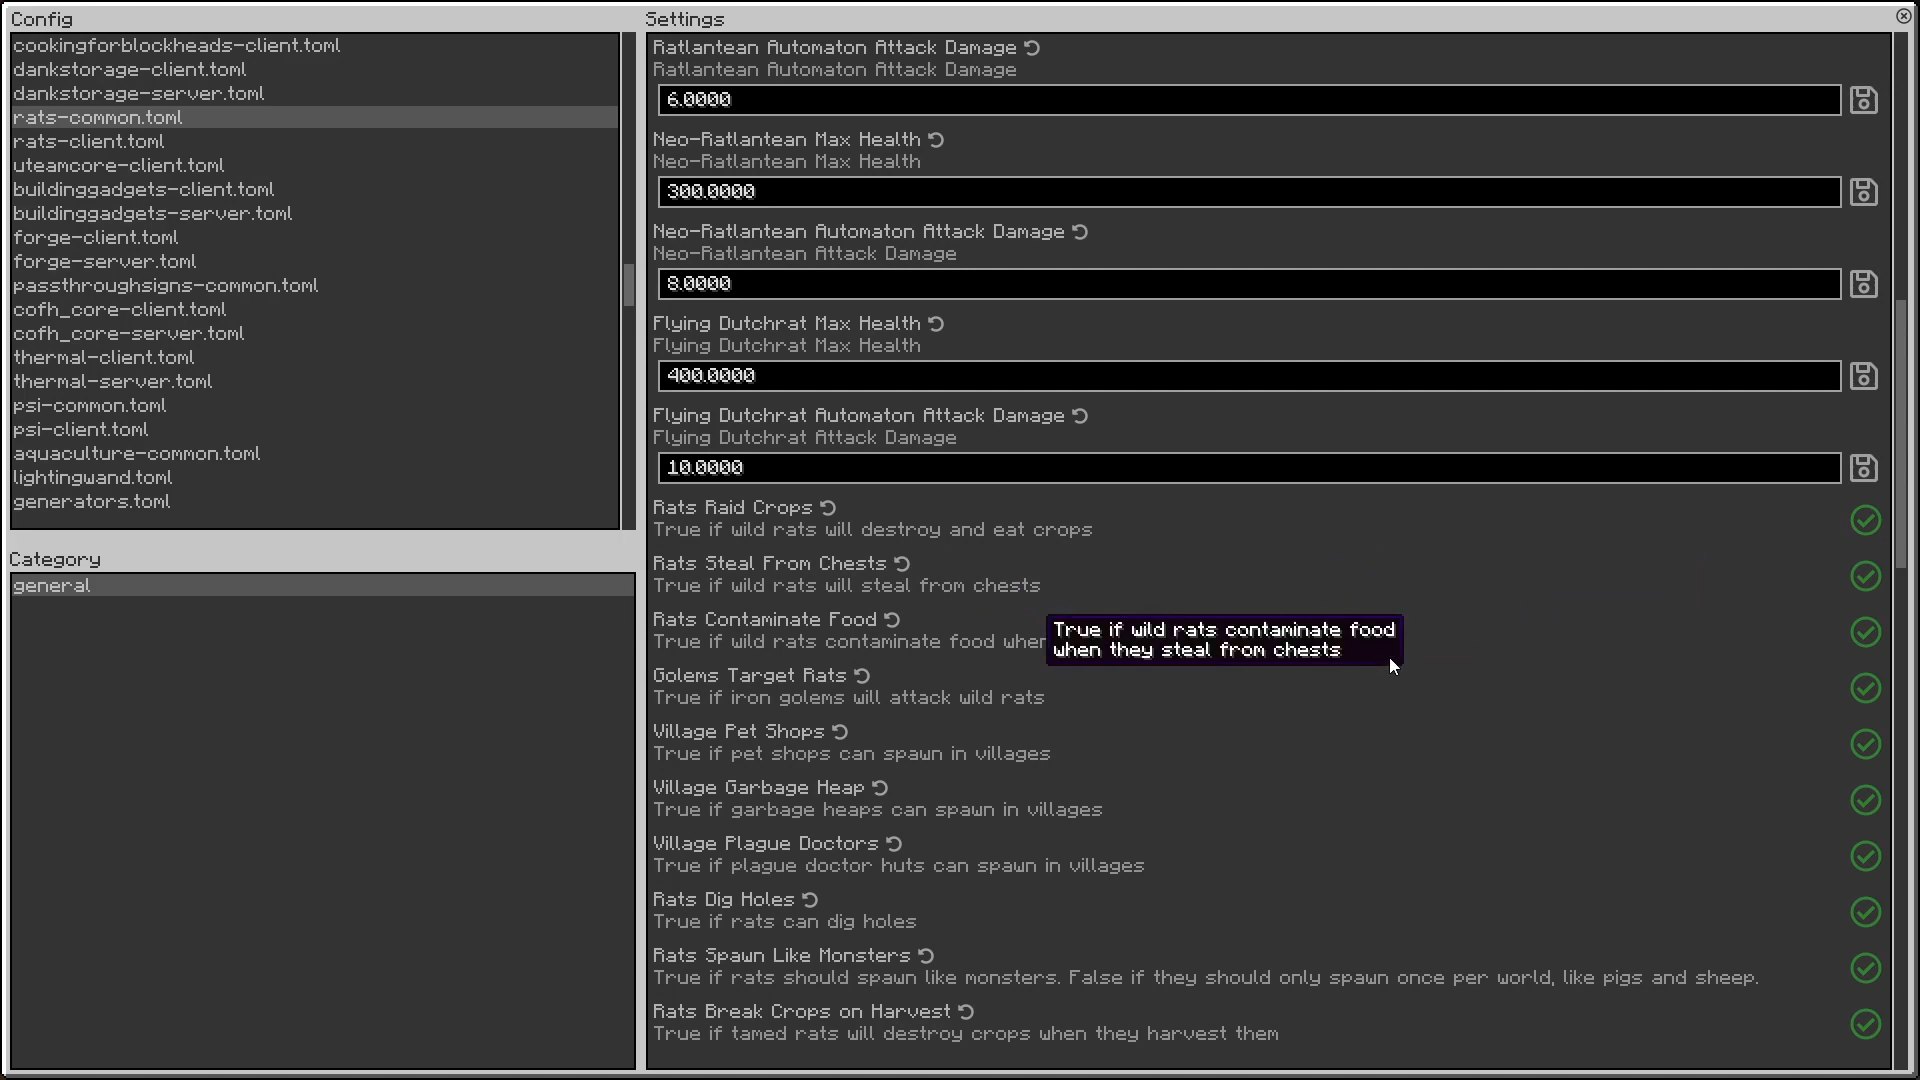 Config
cookingforblockheads-client.toml
dankstorage-client.toml
dankstorage-server.toml
rats-common.toml
rats-client.toml
uteamcore-client.toml
buildinggadgets-client.toml
buildinggadgets-server.toml
forge-client.toml
forge-server.toml
passthroughsigns-common.toml
cofh_core-client.toml
cofh_core-server.toml
thermal-client.toml
thermal-server.toml
psi-common.toml
psi-client.toml
aquaculture-common.toml
lightingwand.toml
generators.toml
Category
general
Settings
Ratlantean Automaton Attack Damage
Ratlantean Automaton Attack Damage
6.0000
Neo-Ratlantean Max Health
Neo-Ratlantean Max Health
300.0000
Neo-Ratlantean Automaton Attack Damage
Neo-Ratlantean Attack Damage
8.0000
Flying Dutchrat Max Health
Flying Dutchrat Max Health
400.0000
Flying Dutchrat Automaton Attack Damage
Flying Dutchrat Attack Damage
10.0000
Rats Raid Crops
True if wild rats will destroy and eat crops
Rats Steal From Chests
True if wild rats will steal from chests
Rats Contaminate Food
True if wild rats contaminate food when
True if wild rats contaminate food
when they steal from chests
Golems Target Rats
True if iron golems will attack wild rats
Village Pet Shops
True if pet shops can spawn in villages
Village Garbage Heap
True if garbage heaps can spawn in villages
Village Plague Doctors
True if plague doctor huts can spawn in villages
Rats Dig Holes
True if rats can dig holes
Rats Spawn Like Monsters
True if rats should spawn like monsters. False if they should only spawn once per world, like pigs and sheep.
Rats Break Crops on Harvest
True if tamed rats will destroy crops when they harvest them